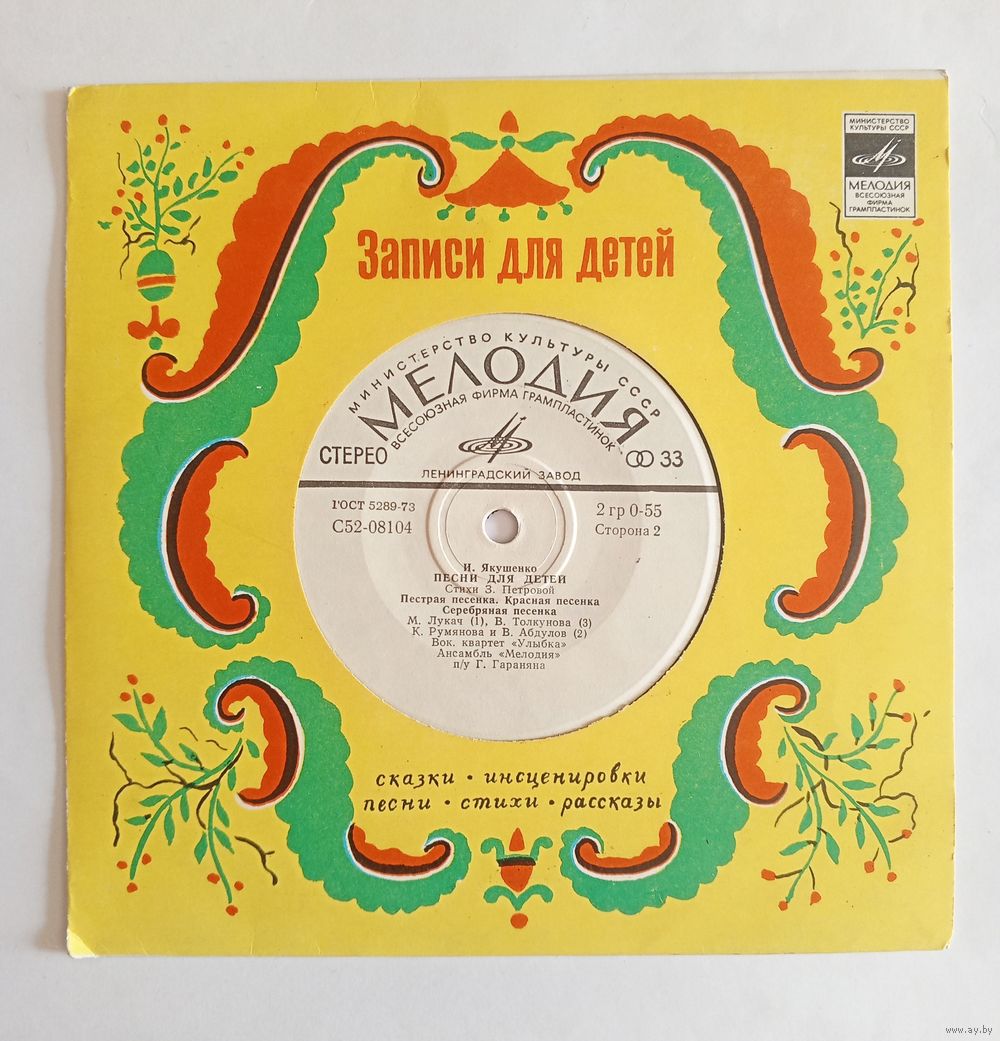 МИНИСТЕРСТВО
КУЛЬТУРЫ СССР
МЕЛОДИЯ
ВСЕСОЮЗНАЯ
ФИРМА
ГРАМПЛАСТИНОК
Записи для детей
МИНИСТЕРСТВО КУЛЬТУРЫ СССР
МЕЛОДИЯ
ВСЕСОЮЗНАЯ ФИРМА ГРАМПЛАСТИНОК
СТЕРЕО
33
ЛЕНИНГРАДСКИЙ ЗАВОД
ГОСТ 5289-73
2 гр 0-55
С52-08104
Сторона 2
И. Якушенко
ПЕСНИ ДЛЯ ДЕТЕЙ
Стихи З. Петровой
Пестрая песенка. Красная песенка
Серебряная песенка
М. Лукач (1), В. Толкунова (3)
К. Румянова и В. Абдулов (2)
Вок. квартет «Улыбка»
Ансамбль «Мелодия»
п/у Г. Гараняна
сказки · инсценировки
песни · стихи · рассказы
www.ay.by